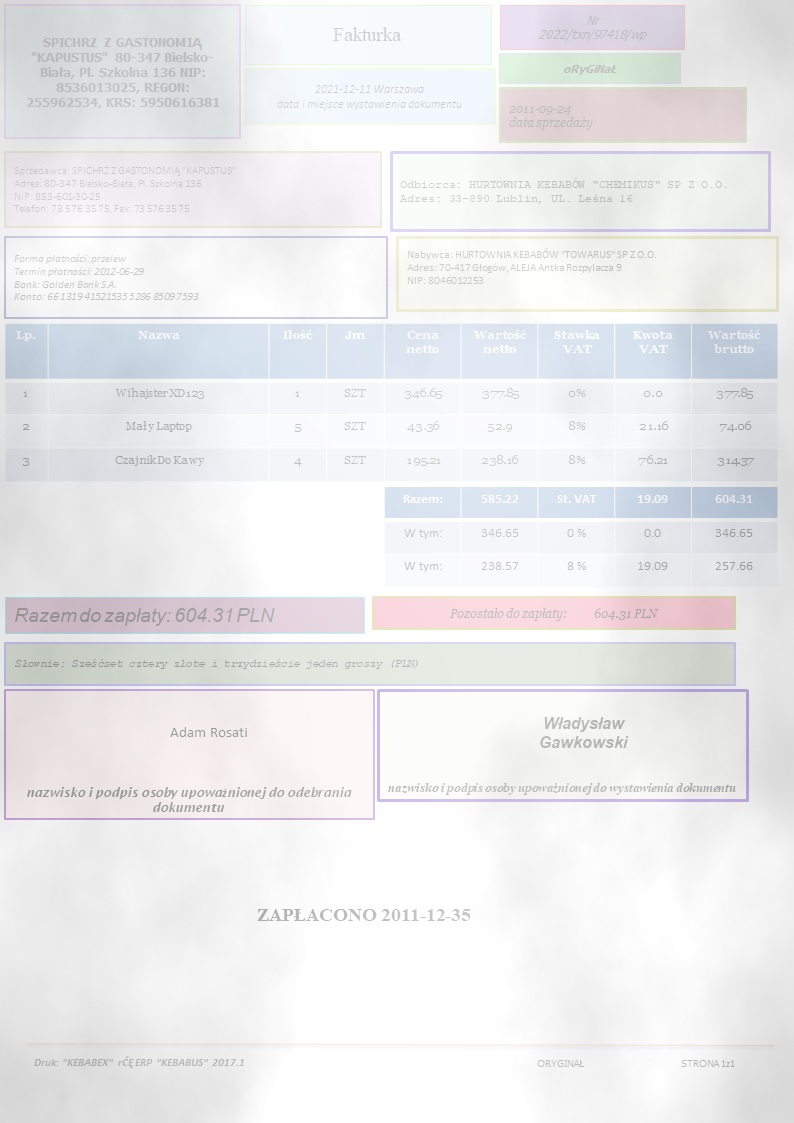 SPICHRZ Z GASTONOMIĄ
"KAPUSTUS" 80-347 Bielsko-
Biała, Pl. Szkolna 136 NIP:
8536013025, REGON:
255962534, KRS: 5950616381
Fakturka
2021-12-11 Warszawa
data i miejsce wystawienia dokumentu
Nr
2022/txn/97418/wp
oRyGiNaŁ
2011-09-24
data sprzedaży
Sprzedawca: SPICHRZ Z GASTONOMIĄ "KAPUSTUS"
Adres: 80-347 Bielsko-Biała, Pl. Szkolna 136
NIP: 853-601-30-25
Telefon: 73 576 35 75, Fax: 73 576 35 75
Odbiorca: HURTOWNIA KEBABÓW "CHEMIKUS" SP Z O.O.
Adres: 33-890 Lublin, UL. Leśna 16
Forma płatności: przelew
Termin płatności: 2012-06-29
Bank: Golden Bank S.A.
Konto: 66 1319 4152 1535 5286 8509 7593
Nabywca: HURTOWNIA KEBABÓW "TOWARUS" SP Z O.O.
Adres: 70-417 Głogów, ALEJA Antka Rozpylacza 9
NIP: 8046012253
Lp. Nazwa Ilość Jm Cena netto Wartość netto Stawka VAT Kwota VAT Wartość brutto
1 Wihajster XD123 1 SZT 346.65 377.85 0% 0.0 377.85
2 Mały Laptop 5 SZT 43.36 52.9 8% 21.16 74.06
3 Czajnik Do Kawy 4 SZT 195.21 238.16 8% 76.21 314.37
Razem: 585.22 St. VAT 19.09 604.31
W tym: 346.65 0 % 0.0 346.65
W tym: 238.57 8 % 19.09 257.66
Razem do zapłaty: 604.31 PLN
Pozostało do zapłaty: 604.31 PLN
Słownie: Sześćset cztery złote i trzydzieście jeden groszy (PLN)
Adam Rosati
nazwisko i podpis osoby upoważnionej do odebrania
dokumentu
Władysław
Gawkowski
nazwisko i podpis osoby upoważnionej do wystawienia dokumentu
ZAPŁACONO 2011-12-35
Druk: "KEBABEX" rČĘ ERP "KEBABUS" 2017.1
ORYGINAŁ
STRONA 1z1